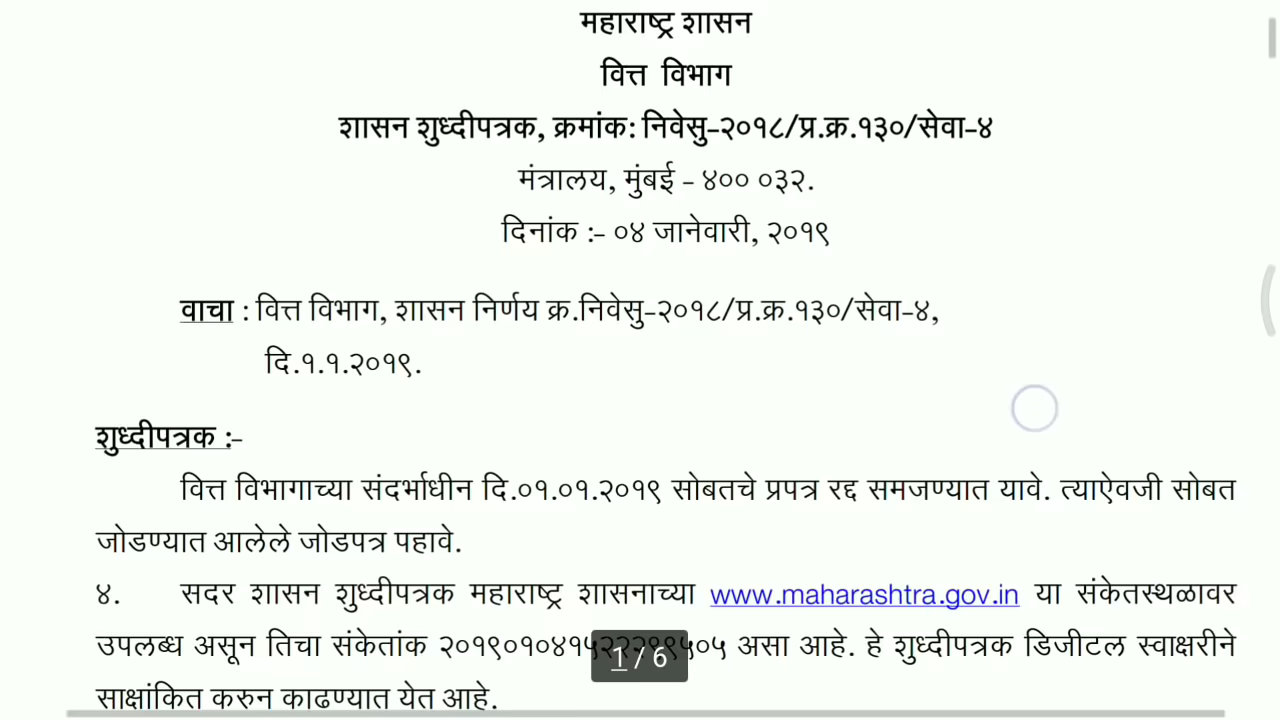 महाराष्ट्र शासन
वित्त विभाग
शासन शुध्दीपत्रक, क्रमांक: निवेसु-२०१८/प्र.क्र.१३०/सेवा-४
मंत्रालय, मुंबई - ४०० ०३२.
दिनांक :- ०४ जानेवारी, २०१९
वाचा : वित्त विभाग, शासन निर्णय क्र.निवेसु-२०१८/प्र.क्र.१३०/सेवा-४,
दि.१.१.२०१९.
शुध्दीपत्रक :-
वित्त विभागाच्या संदर्भाधीन दि.०१.०१.२०१९ सोबतचे प्रपत्र रद्द समजण्यात यावे. त्याऐवजी सोबत
जोडण्यात आलेले जोडपत्र पहावे.
४. सदर शासन शुध्दीपत्रक महाराष्ट्र शासनाच्या www.maharashtra.gov.in या संकेतस्थळावर
उपलब्ध असून तिचा संकेतांक असा आहे. हे शुध्दीपत्रक डिजीटल स्वाक्षरीने
1 / 6
साक्षांकित करुन काढण्यात येत आहे.